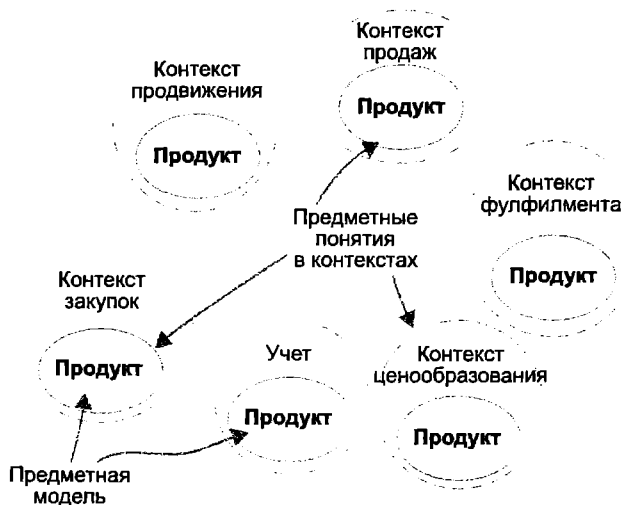 Контекст
продаж
Продукт
Контекст
продвижения
Продукт
Контекст
фулфилмента
Продукт
Предметные
понятия
в контекстах
Контекст
закупок
Продукт
Учет
Продукт
Контекст
ценообразования
Продукт
Предметная
модель